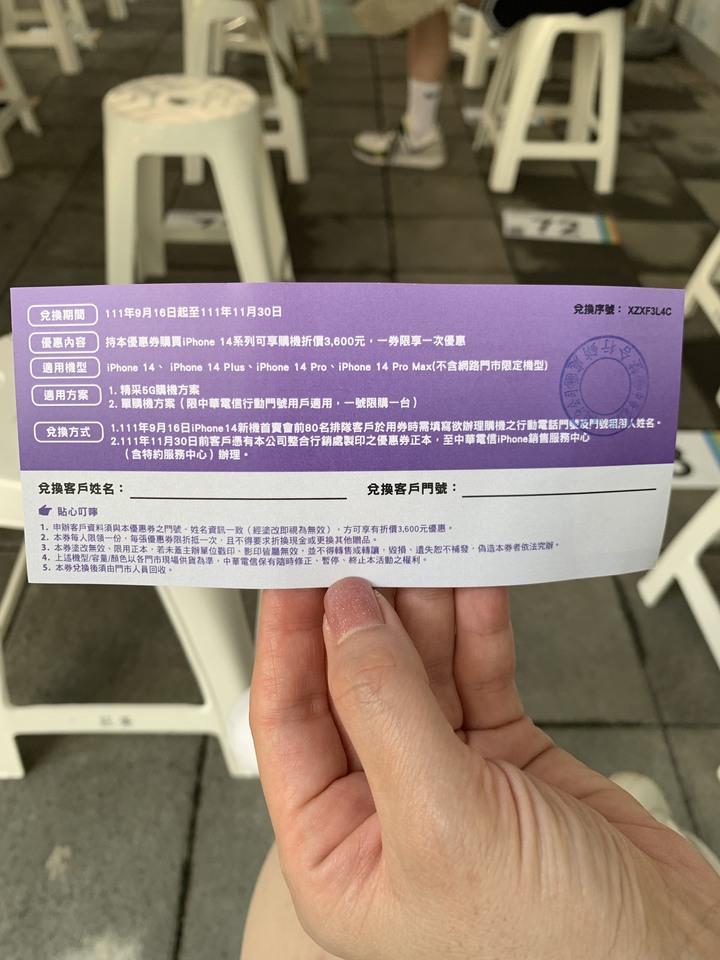 72
兌換期間 111年9月16日起至111年11月30日
兌換序號： XZXF3L4C
優惠內容 持本優惠券購買iPhone 14系列可享購機折價3,600元，一券限享一次優惠
適用機型 iPhone 14、 iPhone 14 Plus、iPhone 14 Pro、iPhone 14 Pro Max(不含網路門市限定機型)
適用方案 1. 精采5G購機方案
2. 單購機方案（限中華電信行動門號用戶適用，一號限購一台）
兌換方式 1.111年9月16日iPhone14新機首賣會前80名排隊客戶於用券時需填寫欲辦理購機之行動電話門號及門號租用人姓名。
2.111年11月30日前客戶憑有本公司整合行銷處製印之優惠券正本，至中華電信iPhone銷售服務中心
（含特約服務中心）辦理。
兌換客戶姓名：
兌換客戶門號：
貼心叮嚀
1. 申辦客戶資料須與本優惠券之門號、姓名資訊一致（經塗改即視為無效），方可享有折價3,600元優惠。
2. 本券每人限領一份，每張優惠券限折抵一次，且不得要求折換現金或更換其他贈品。
3. 本券塗改無效、限用正本，若未蓋主辦單位戳印、影印皆屬無效，並不得轉售或轉讓，毀損、遺失恕不補發，偽造本券者依法究辦。
4. 上述機型/容量/顏色以各門市現場供貨為準，中華電信保有隨時修正、暫停、終止本活動之權利。
5. 本券兌換後須由門市人員回收。